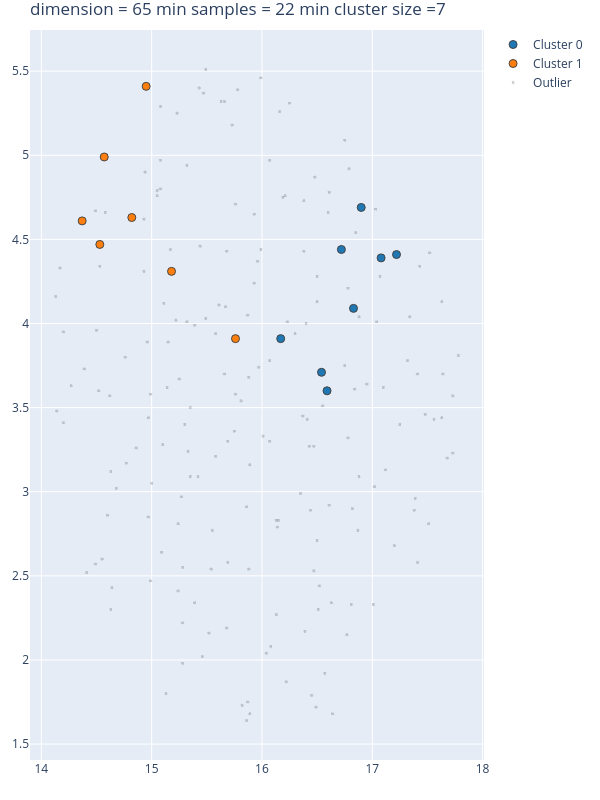 dimension = 65 min samples = 22 min cluster size =7
Cluster 0
Cluster 1
Outlier
5.5
5
4.5
4
3.5
3
2.5
2
1.5
14 15 16 17 18